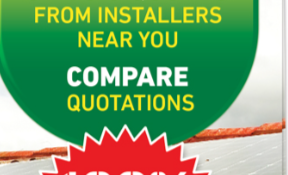 FROM INSTALLERS
NEAR YOU
COMPARE
QUOTATIONS